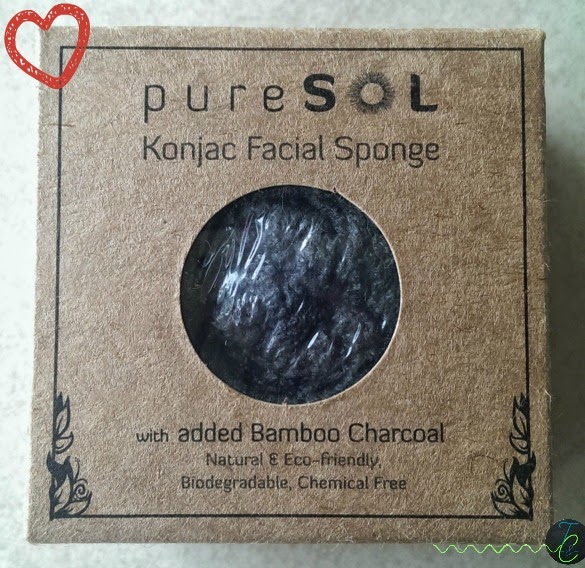 pureSOL
Konjac Facial Sponge
with added Bamboo Charcoal
Natural & Eco-friendly,
Biodegradable, Chemical Free